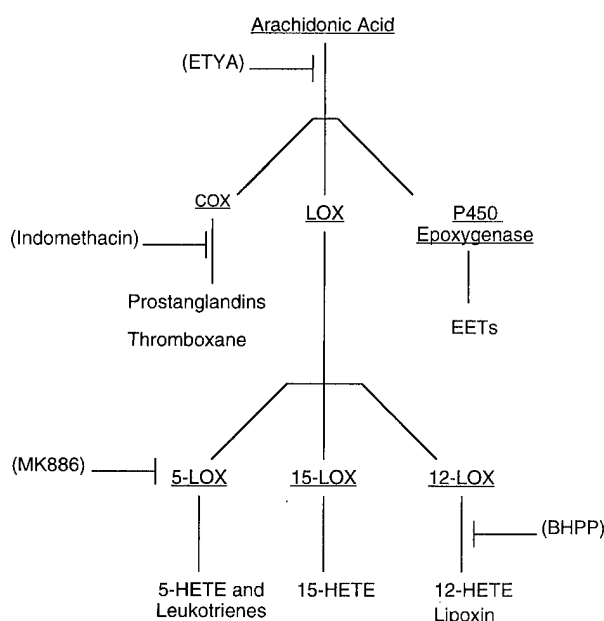 Arachidonic Acid
(ETYA)
COX
LOX
P450
Epoxygenase
(Indomethacin)
Prostanglandins
Thromboxane
EETs
(MK886)
5-LOX
15-LOX
12-LOX
(BHPP)
5-HETE and
Leukotrienes
15-HETE
12-HETE
Lipoxin